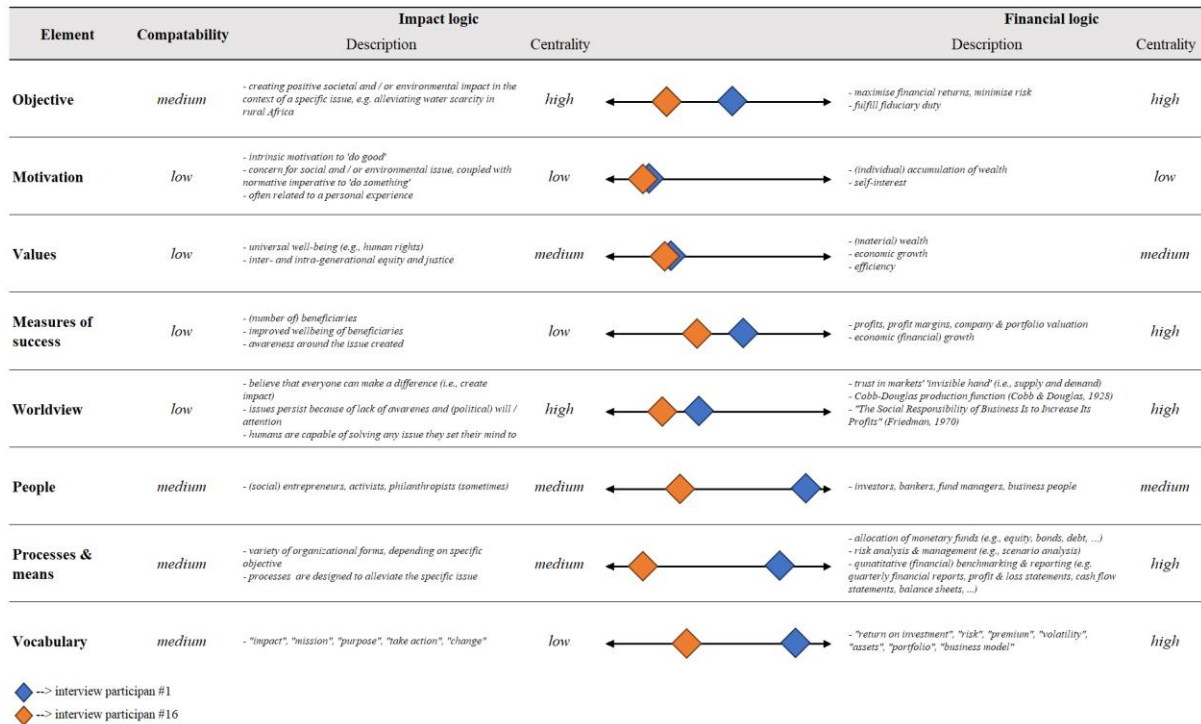 Impact logic Financial logic
Element Compatability Description Centrality Description Centrality
Objective medium
- creating positive societal and / or environmental impact in the
context of a specific issue, e.g. alleviating water scarcity in
rural Africa
high
- maximise financial returns, minimise risk
- fulfill fiduciary duty
high
Motivation low
- intrinsic motivation to 'do good'
- concern for social and / or environmental issue, coupled with
normative imperative to 'do something'
- often related to a personal experience
low
- (individual) accumulation of wealth
- self-interest
low
Values low
- universal well-being (e.g., human rights)
- inter- and intra-generational equity and justice
medium
- (material) wealth
- economic growth
- efficiency
medium
Measures of
success
low
- (number of) beneficiaries
- improved wellbeing of beneficiaries
- awareness around the issue created
low
- profits, profit margins, company & portfolio valuation
- economic (financial) growth
high
Worldview low
- believe that everyone can make a difference (i.e., create
impact)
- issues persist because of lack of awarenes and (political) will /
attention
- humans are capable of solving any issue they set their mind to
high
- trust in markets' 'invisible hand' (i.e., supply and demand)
- Cobb-Douglas production function (Cobb & Douglas, 1928)
- "The Social Responsibility of Business Is to Increase Its
Profits" (Friedman, 1970)
high
People medium
- (social) entrepreneurs, activists, philanthropists (sometimes)
medium
- investors, bankers, fund managers, business people
medium
Processes &
means
medium
- variety of organizational forms, depending on specific
objective
- processes are designed to alleviate the specific issue
medium
- allocation of monetary funds (e.g., equity, bonds, debt, ...)
- risk analysis & management (e.g., scenario analysis)
- qunatitative (financial) benchmarking & reporting (e.g.
quarterly financial reports, profit & loss statements, cash flow
statements, balance sheets, ...)
high
Vocabulary medium
- "impact", "mission", "purpose", "take action", "change"
low
- "return on investment", "risk", "premium", "volatility",
"assets", "portfolio", "business model"
high
--> interview participan #1
--> interview participan #16